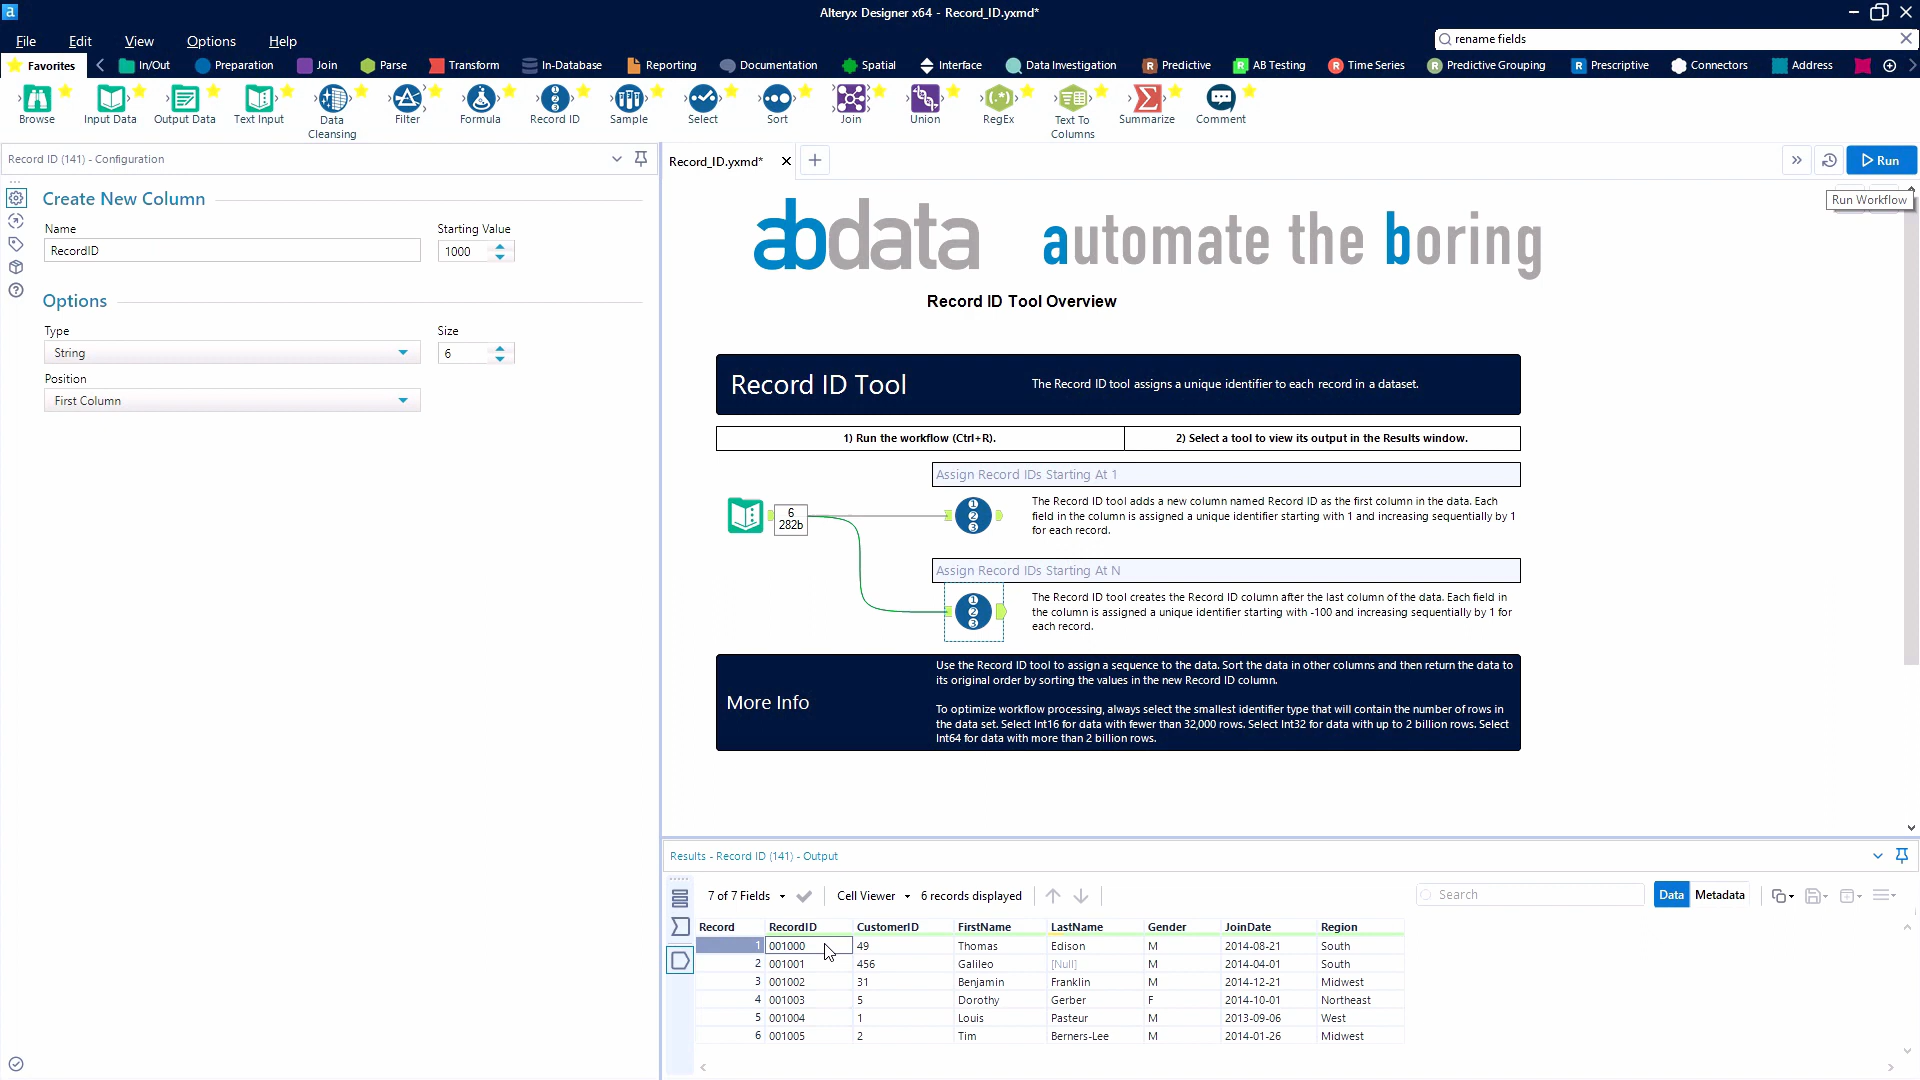 Alteryx Designer x64 - Record_ID.yxmd*
File Edit View Options Help
rename fields
Favorites In/Out Preparation Join Parse Transform In-Database Reporting Documentation Spatial Interface Data Investigation Predictive AB Testing Time Series Predictive Grouping Prescriptive Connectors Address
Browse Input Data Output Data Text Input Data Cleansing Filter Formula Record ID Sample Select Sort Join Union RegEx Text To Columns Summarize Comment
Record ID (141) - Configuration
Create New Column
Name Starting Value
RecordID 1000
Options
Type Size
String 6
Position
First Column
Record_ID.yxmd*
Run
Run Workflow
abdata automate the boring
Record ID Tool Overview
Record ID Tool The Record ID tool assigns a unique identifier to each record in a dataset.
1) Run the workflow (Ctrl+R). 2) Select a tool to view its output in the Results window.
Assign Record IDs Starting At 1
6
282b
1
2
3
The Record ID tool adds a new column named Record ID as the first column in the data. Each
field in the column is assigned a unique identifier starting with 1 and increasing sequentially by 1
for each record.
Assign Record IDs Starting At N
1
2
3
The Record ID tool creates the Record ID column after the last column of the data. Each field in
the column is assigned a unique identifier starting with -100 and increasing sequentially by 1 for
each record.
More Info
Use the Record ID tool to assign a sequence to the data. Sort the data in other columns and then return the data to
its original order by sorting the values in the new Record ID column.
To optimize workflow processing, always select the smallest identifier type that will contain the number of rows in
the data set. Select Int16 for data with fewer than 32,000 rows. Select Int32 for data with up to 2 billion rows. Select
Int64 for data with more than 2 billion rows.
Results - Record ID (141) - Output
7 of 7 Fields Cell Viewer 6 records displayed Search Data Metadata
Record RecordID CustomerID FirstName LastName Gender JoinDate Region
1 001000 49 Thomas Edison M 2014-08-21 South
2 001001 456 Galileo [Null] M 2014-04-01 South
3 001002 31 Benjamin Franklin M 2014-12-21 Midwest
4 001003 5 Dorothy Gerber F 2014-10-01 Northeast
5 001004 1 Louis Pasteur M 2013-09-06 West
6 001005 2 Tim Berners-Lee M 2014-01-26 Midwest